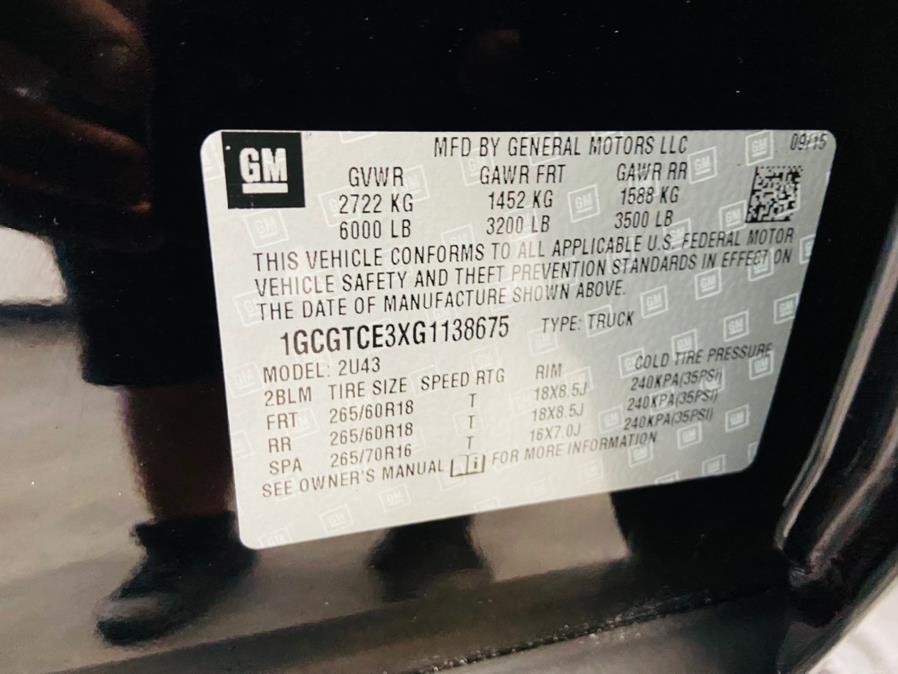 GM
MFD BY GENERAL MOTORS LLC 09/15
GVWR GAWR FRT GAWR RR
2722 KG 1452 KG 1588 KG
6000 LB 3200 LB 3500 LB
THIS VEHICLE CONFORMS TO ALL APPLICABLE U.S. FEDERAL MOTOR
VEHICLE SAFETY AND THEFT PREVENTION STANDARDS IN EFFECT ON
THE DATE OF MANUFACTURE SHOWN ABOVE.
1GCGTCE3XG1138675 TYPE: TRUCK
MODEL: 2U43
2BLM TIRE SIZE SPEED RTG RIM COLD TIRE PRESSURE
FRT 265/60R18 T 18X8.5J 240KPA(35PSI)
RR 265/60R18 T 18X8.5J 240KPA(35PSI)
SPA 265/70R16 T 16X7.0J 240KPA(35PSI)
SEE OWNER'S MANUAL i FOR MORE INFORMATION